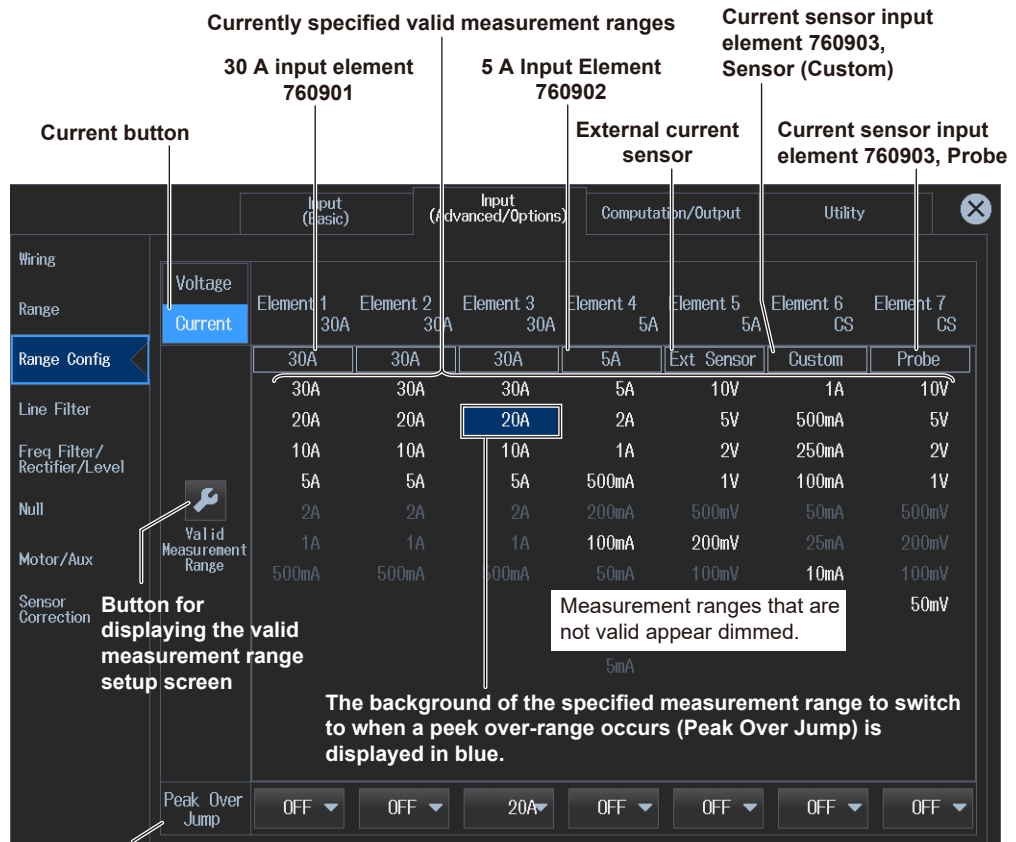 Currently specified valid measurement ranges
Current sensor input
element 760903,
Sensor (Custom)
30 A input element
760901
5 A Input Element
760902
Current button
External current
sensor
Current sensor input
element 760903, Probe
Input
(Basic)
Input
(Advanced/Options)
Computation/Output
Utility
Wiring
Range
Range Config
Line Filter
Freq Filter/
Rectifier/Level
Null
Motor/Aux
Sensor
Correction
Voltage
Current
Element 1 Element 2 Element 3 Element 4 Element 5 Element 6 Element 7
30A 30A 30A 5A 5A CS CS
30A 30A 30A 5A Ext Sensor Custom Probe
30A 30A 30A 5A 10V 1A 10V
20A 20A 20A 2A 5V 500mA 5V
10A 10A 10A 1A 2V 250mA 2V
5A 5A 5A 500mA 1V 100mA 1V
2A 2A 2A 200mA 500mV 50mA 500mV
1A 1A 1A 100mA 200mV 25mA 200mV
500mA 500mA 500mA 50mA 100mV 10mA 100mV
50mV
5mA
Valid
Measurement
Range
Button for
displaying the valid
measurement range
setup screen
Measurement ranges that are
not valid appear dimmed.
The background of the specified measurement range to switch
to when a peek over-range occurs (Peak Over Jump) is
displayed in blue.
Peak Over
Jump
OFF OFF 20A OFF OFF OFF OFF